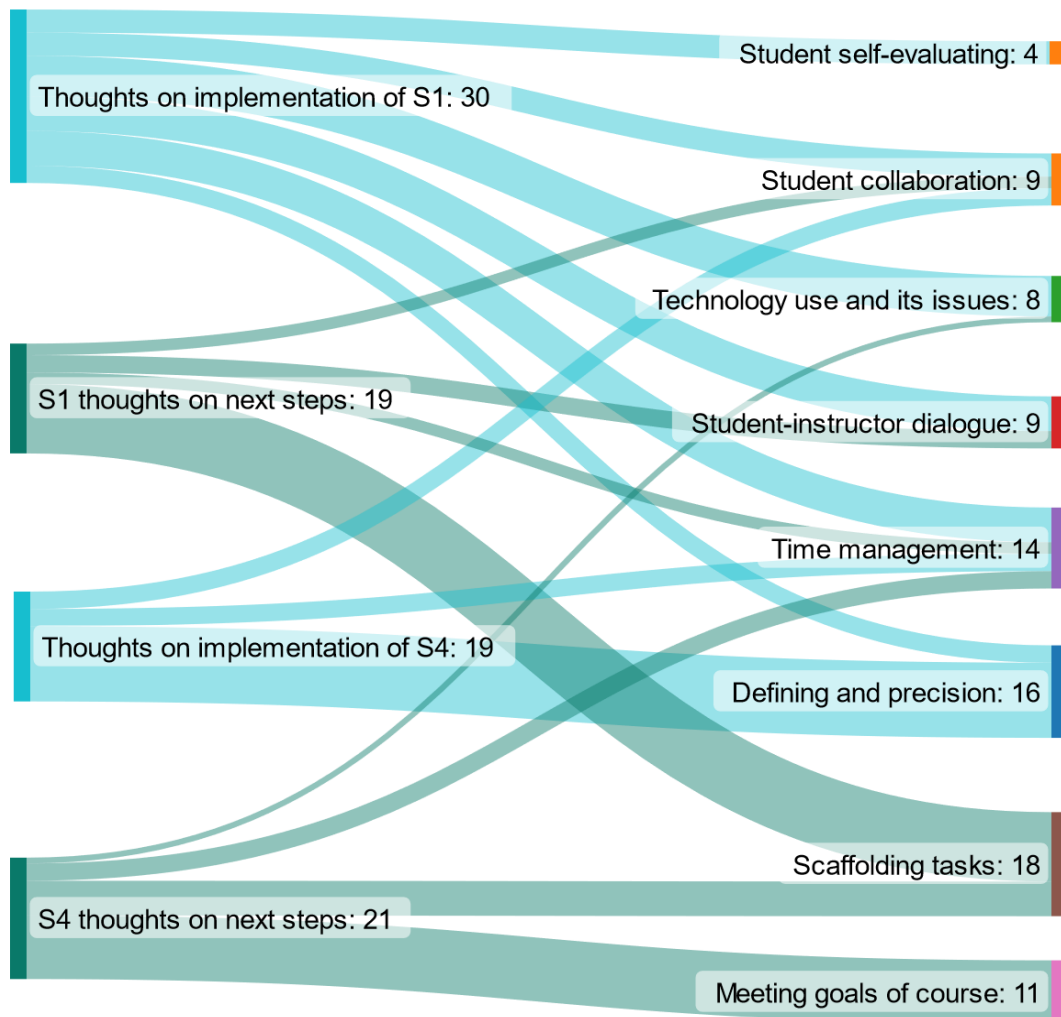 Student self-evaluating: 4
Thoughts on implementation of S1: 30
Student collaboration: 9
Technology use and its issues: 8
S1 thoughts on next steps: 19
Student-instructor dialogue: 9
Time management: 14
Thoughts on implementation of S4: 19
Defining and precision: 16
Scaffolding tasks: 18
S4 thoughts on next steps: 21
Meeting goals of course: 11